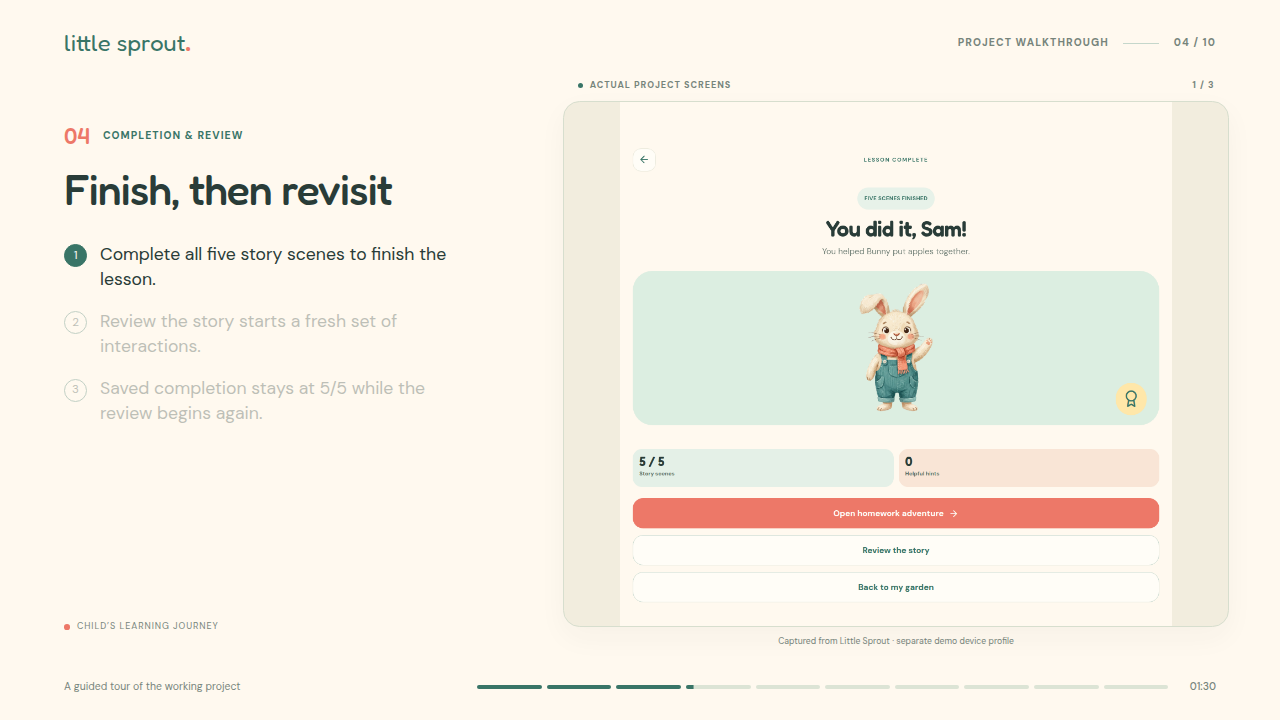 little sprout.
PROJECT WALKTHROUGH
04 / 10
ACTUAL PROJECT SCREENS
1 / 3
04
COMPLETION & REVIEW
Finish, then revisit
1
Complete all five story scenes to finish the
lesson.
2
Review the story starts a fresh set of
interactions.
3
Saved completion stays at 5/5 while the
review begins again.
LESSON COMPLETE
FIVE SCENES FINISHED
You did it, Sam!
You helped Bunny put apples together.
5 / 5
Story scenes
0
Helpful hints
Open homework adventure →
Review the story
Back to my garden
CHILD'S LEARNING JOURNEY
Captured from Little Sprout · separate demo device profile
A guided tour of the working project
01:30